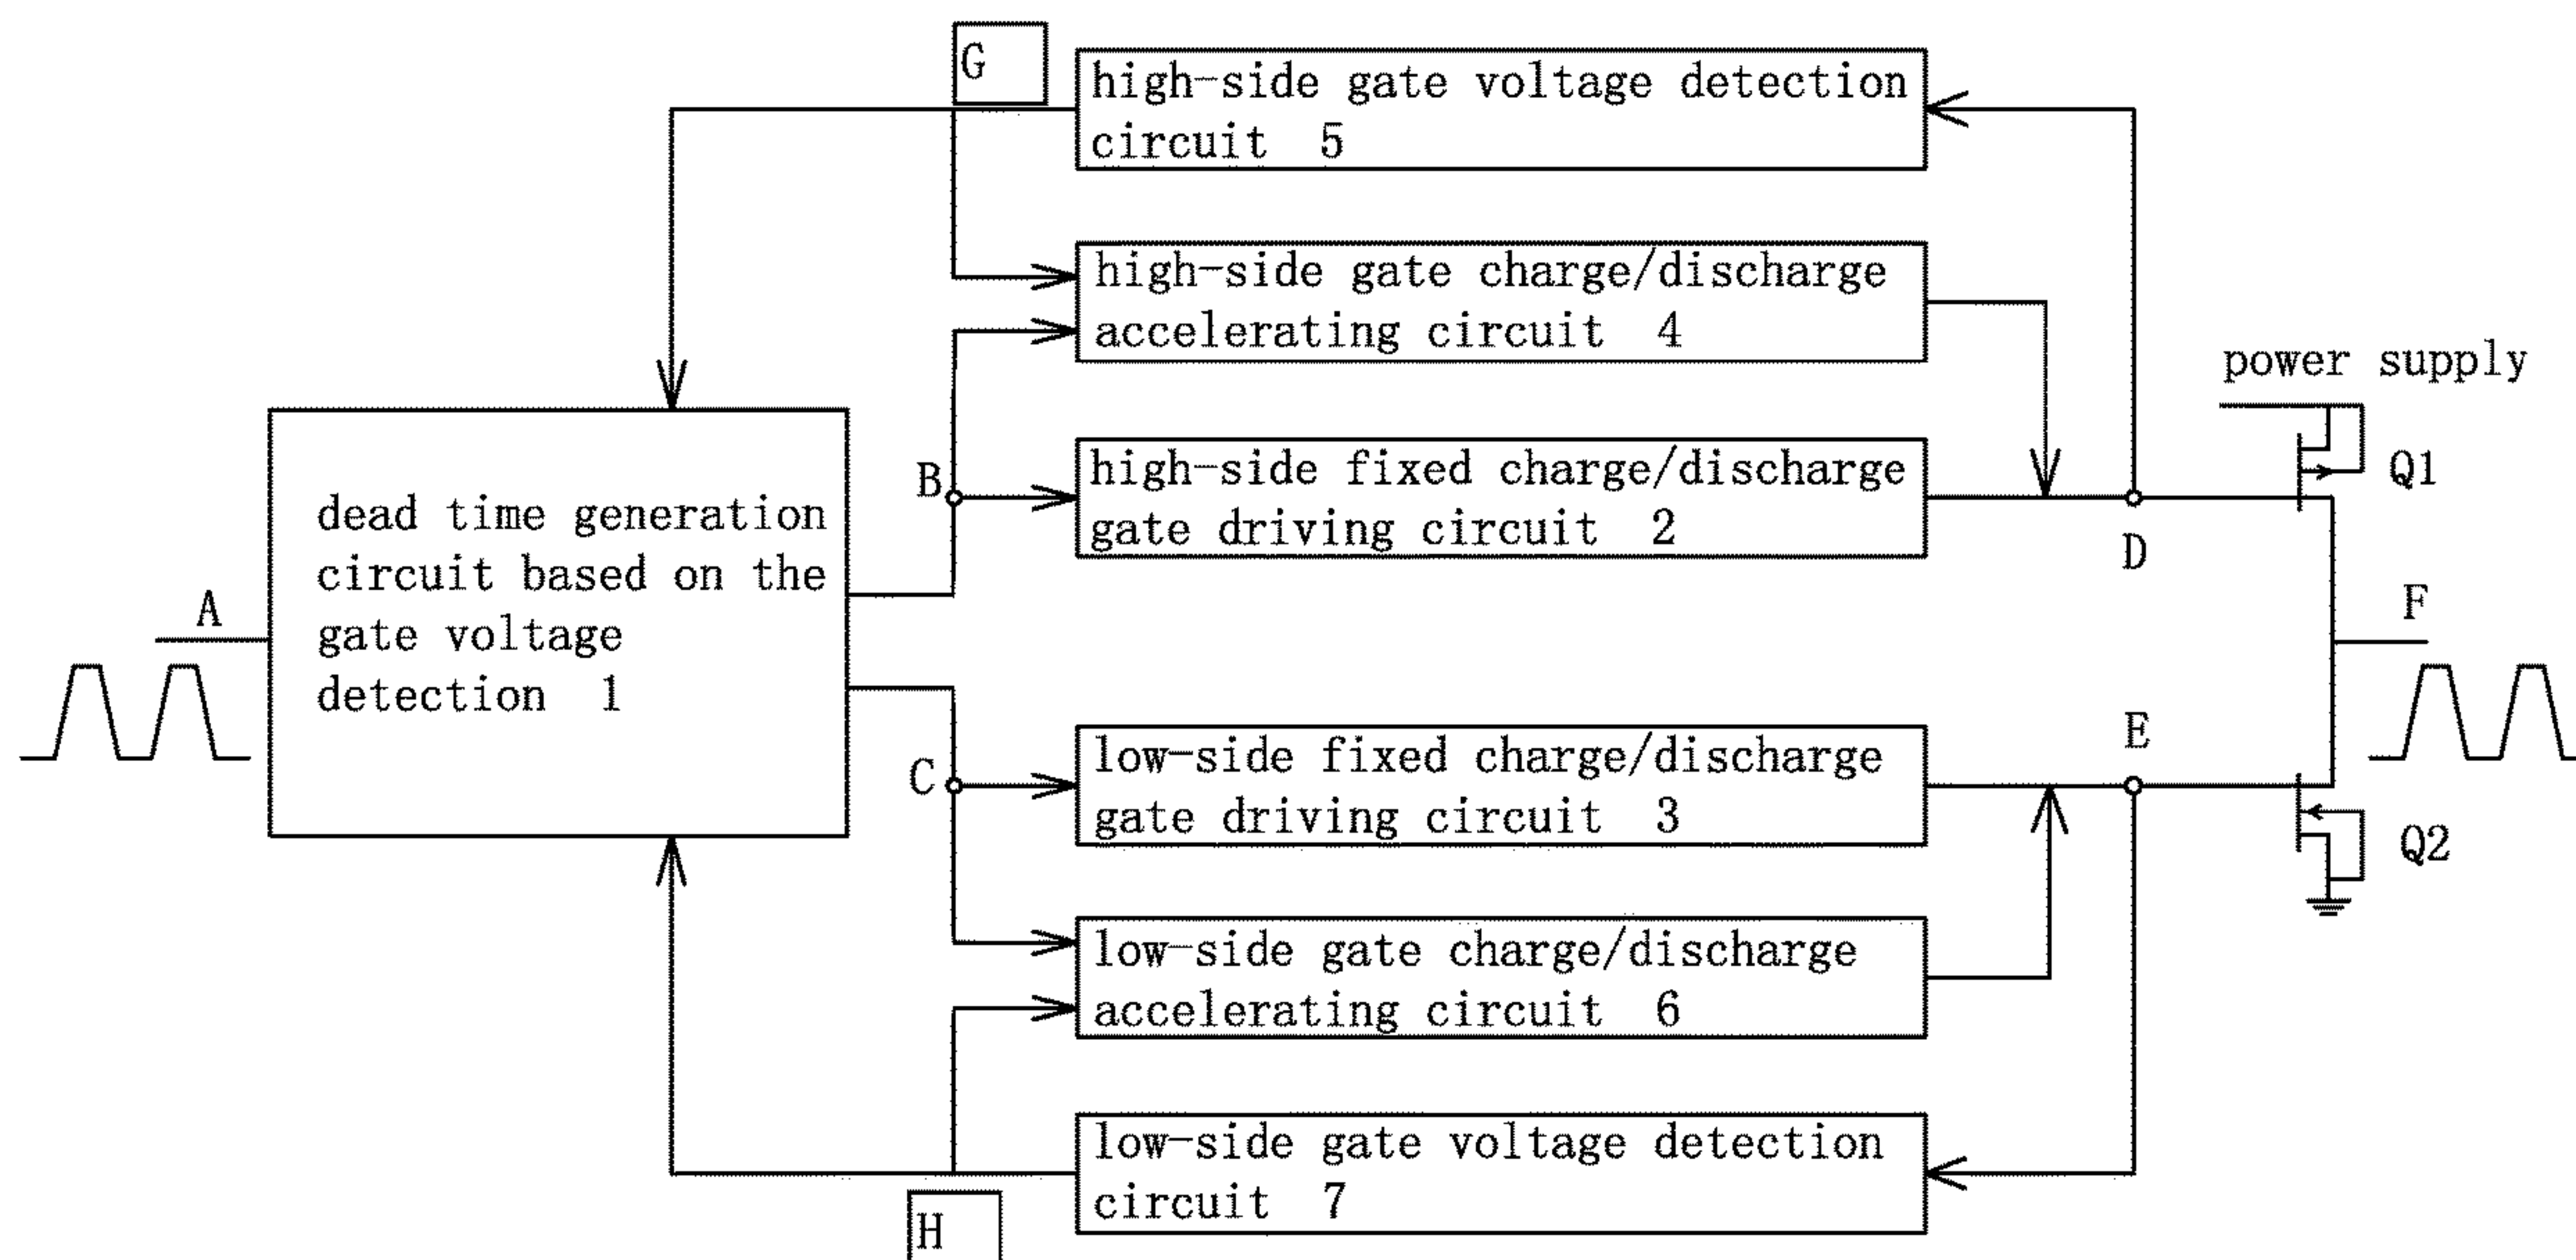 G
high-side gate voltage detection
circuit 5
high-side gate charge/discharge
accelerating circuit 4
power supply
Q1
B
high-side fixed charge/discharge
gate driving circuit 2
D
dead time generation
circuit based on the
gate voltage
detection 1
A
F
E
C
low-side fixed charge/discharge
gate driving circuit 3
Q2
low-side gate charge/discharge
accelerating circuit 6
low-side gate voltage detection
circuit 7
H